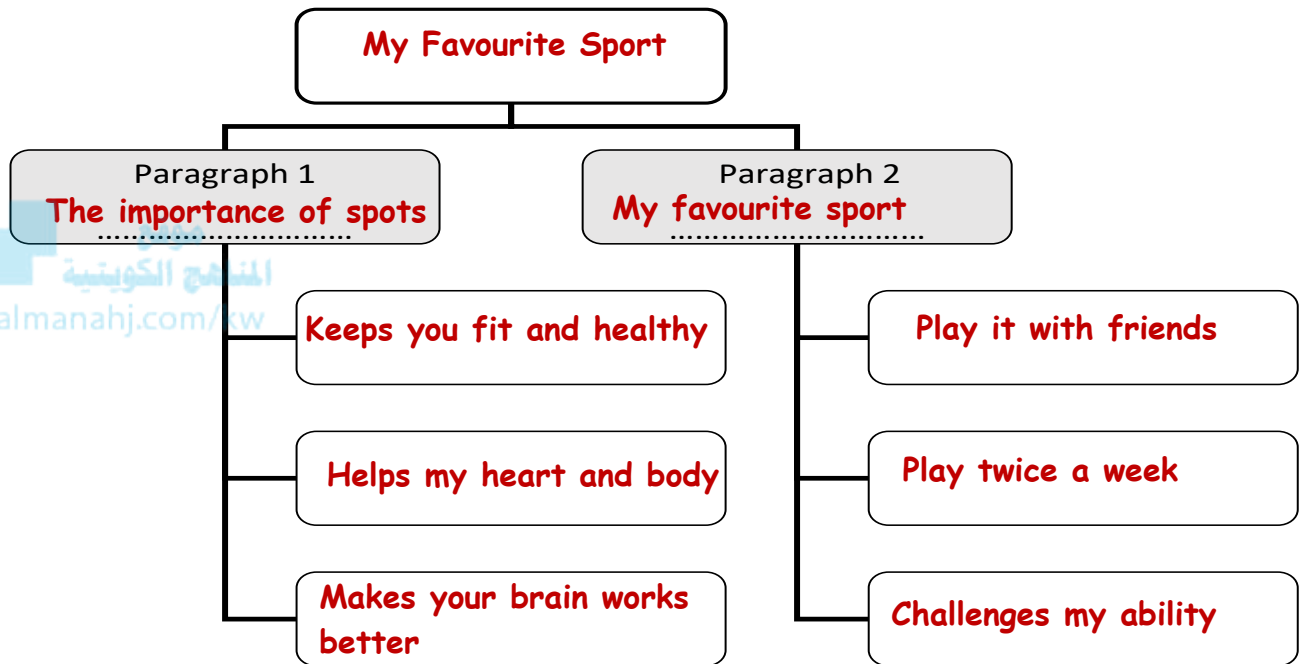 My Favourite Sport
Paragraph 1
The importance of spots
..............................
Paragraph 2
My favourite sport
..............................
موقع
المناهج الكويتية
almanahj.com/kw
Keeps you fit and healthy
Helps my heart and body
Makes your brain works
better
Play it with friends
Play twice a week
Challenges my ability